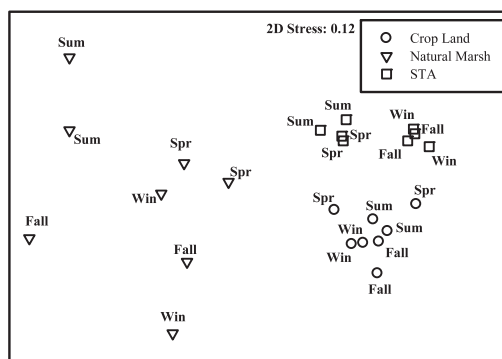 2D Stress: 0.12
Crop Land
Natural Marsh
STA
Sum
Sum
Spr
Spr
Win
Fall
Fall
Win
Sum
Sum
Spr
Spr
Win
Fall
Fall
Win
Spr
Spr
Sum
Sum
Win
Win
Fall
Fall